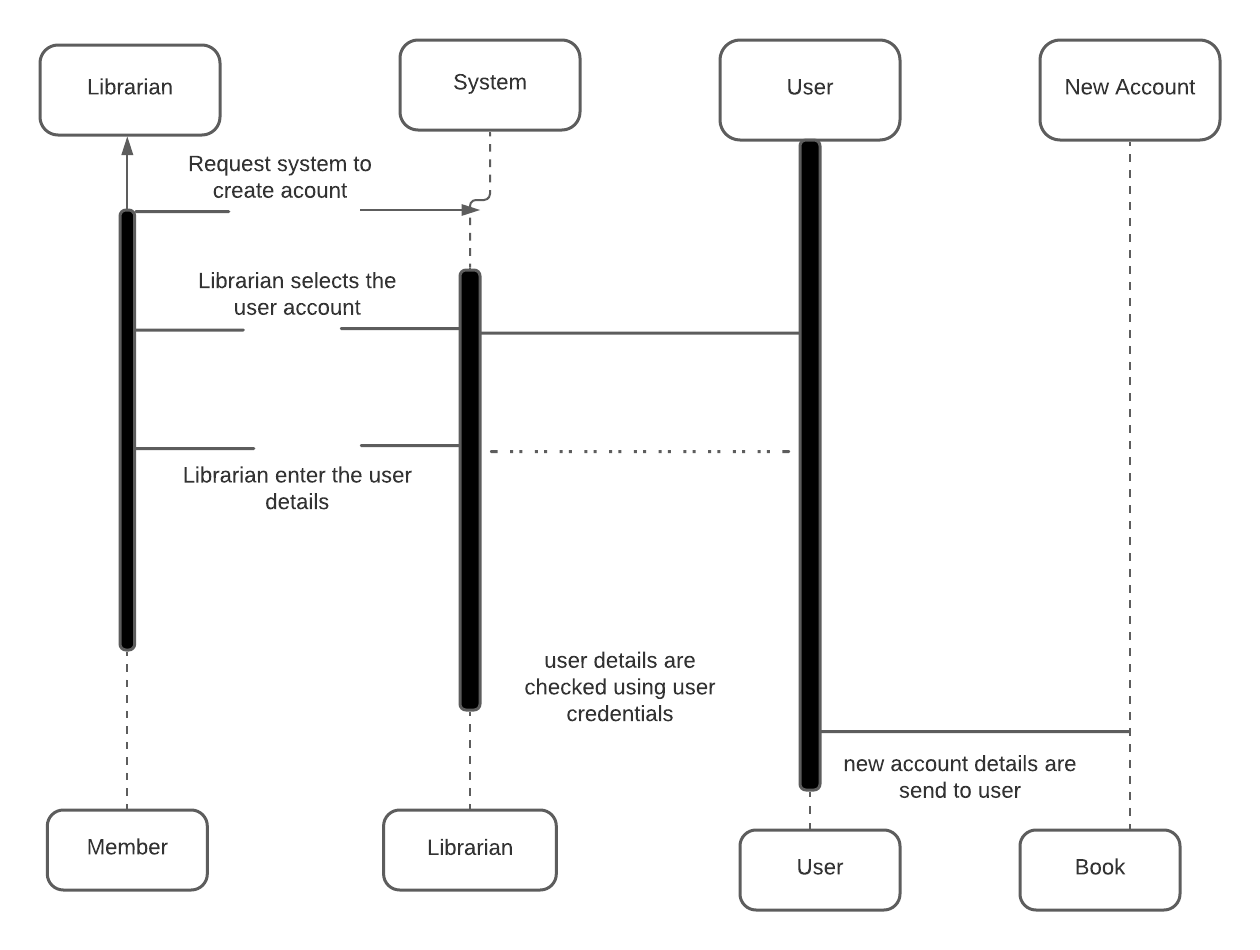 Librarian
System
User
New Account
Request system to
create acount
Librarian selects the
user account
Librarian enter the user
details
user details are
checked using user
credentials
new account details are
send to user
Member
Librarian
User
Book